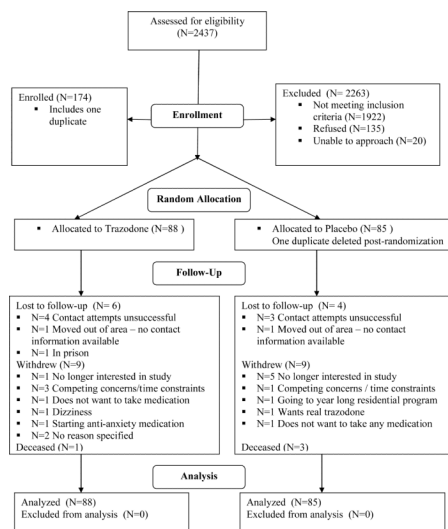 Assessed for eligibility
(N=2437)
Enrolled (N=174)
▪ Includes one
duplicate
Excluded (N= 2263)
▪ Not meeting inclusion
criteria (N=1922)
▪ Refused (N=135)
▪ Unable to approach (N=20)
Enrollment
Random Allocation
▪ Allocated to Trazodone (N=88 )
▪ Allocated to Placebo (N=85 )
One duplicate deleted post-randomization
Follow-Up
Lost to follow-up (N= 6)
▪ N=4 Contact attempts unsuccessful
▪ N=1 Moved out of area – no contact
information available
▪ N=1 In prison
Withdrew (N=9)
▪ N=1 No longer interested in study
▪ N=3 Competing concerns/time constraints
▪ N=1 Does not want to take medication
▪ N=1 Dizziness
▪ N=1 Starting anti-anxiety medication
▪ N=2 No reason specified
Deceased (N=1)
Lost to follow-up (N= 4)
▪ N=3 Contact attempts unsuccessful
▪ N=1 Moved out of area – no contact
information available
Withdrew (N=9)
▪ N=5 No longer interested in study
▪ N=1 Competing concerns / time constraints
▪ N=1 Going to year long residential program
▪ N=1 Wants real trazodone
▪ N=1 Does not want to take any medication
Deceased (N=3)
Analysis
Analyzed (N=88)
Excluded from analysis (N=0)
Analyzed (N=85)
Excluded from analysis (N=0)